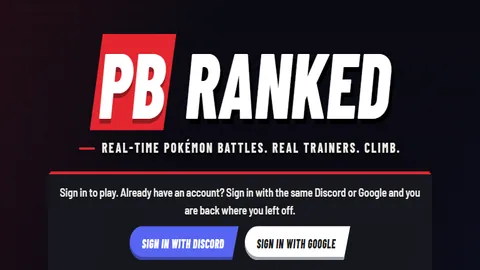 PB RANKED
REAL-TIME POKÉMON BATTLES. REAL TRAINERS. CLIMB.
Sign in to play. Already have an account? Sign in with the same Discord or Google and you
are back where you left off.
SIGN IN WITH DISCORD
SIGN IN WITH GOOGLE